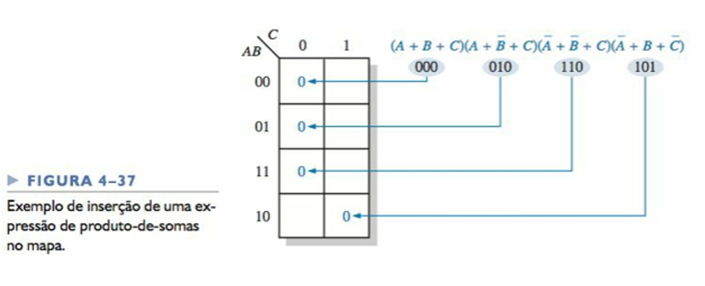 C
AB
0 1
(A + B + C)(A + B̅ + C)(A̅ + B̅ + C)(A̅ + B + C̅)
000 010 110 101
00 0
01 0
11 0
10 0
► FIGURA 4–37
Exemplo de inserção de uma ex-
pressão de produto-de-somas
no mapa.